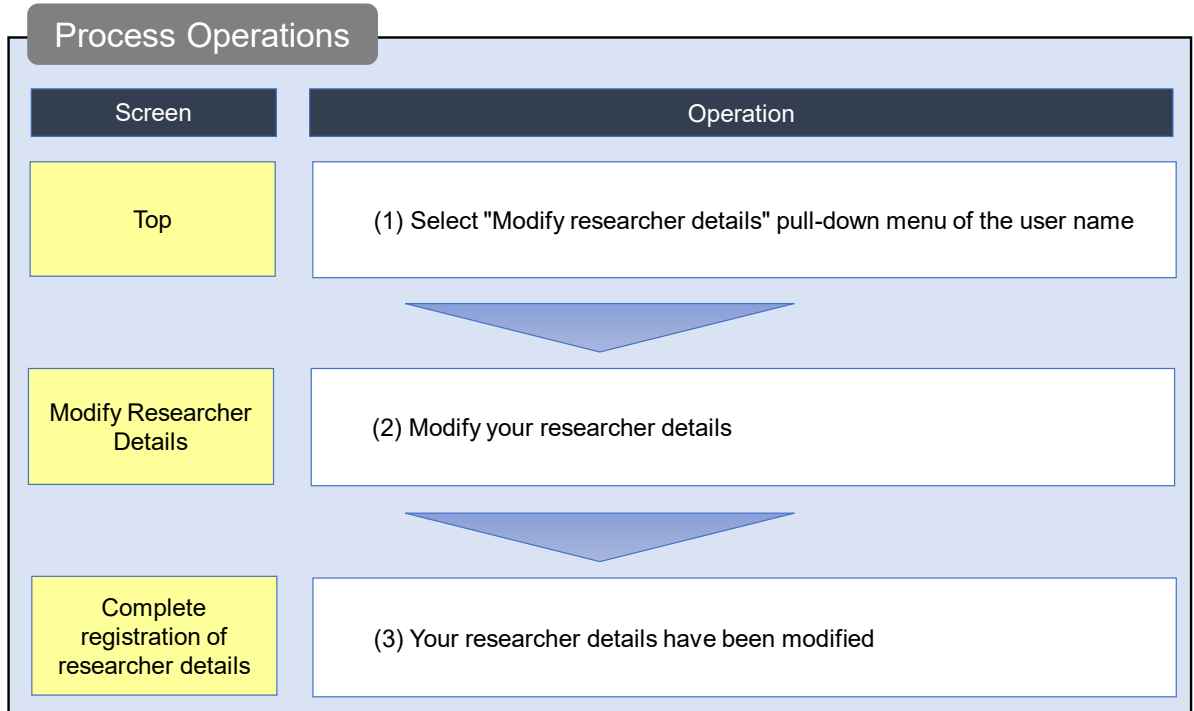 Process Operations
Screen
Operation
Top
(1) Select "Modify researcher details" pull-down menu of the user name
Modify Researcher
Details
(2) Modify your researcher details
Complete
registration of
researcher details
(3) Your researcher details have been modified